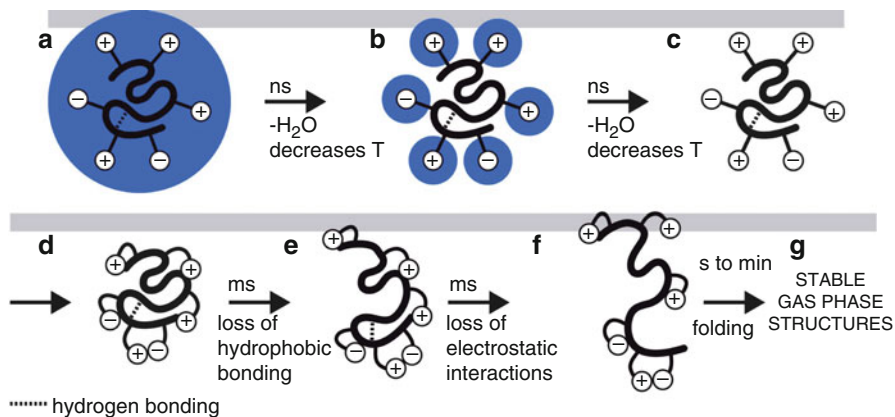 a
b
c
+ + - + + -
+ + - + + -
+ + - + + -
ns
-H₂O
decreases T
ns
-H₂O
decreases T
d
e
f
g
+ - + + -
+ + - + + -
+ + + - + -
ms
loss of
hydrophobic
bonding
ms
loss of
electrostatic
interactions
s to min
folding
STABLE
GAS PHASE
STRUCTURES
hydrogen bonding